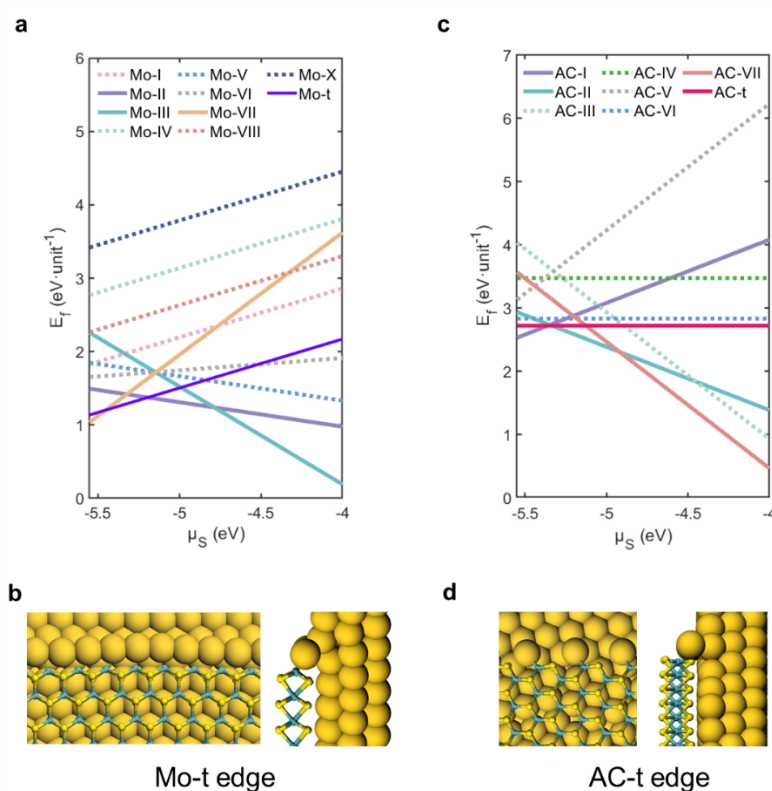 a
Mo-I
Mo-II
Mo-III
Mo-IV
Mo-V
Mo-VI
Mo-VII
Mo-VIII
Mo-X
Mo-t
6
5
4
3
2
1
0
E_f (eV·unit⁻¹)
-5.5 -5 -4.5 -4
μ_S (eV)
c
AC-I
AC-II
AC-III
AC-IV
AC-V
AC-VI
AC-VII
AC-t
7
6
5
4
3
2
1
0
E_f (eV·unit⁻¹)
-5.5 -5 -4.5 -4
μ_S (eV)
b
Mo-t edge
d
AC-t edge